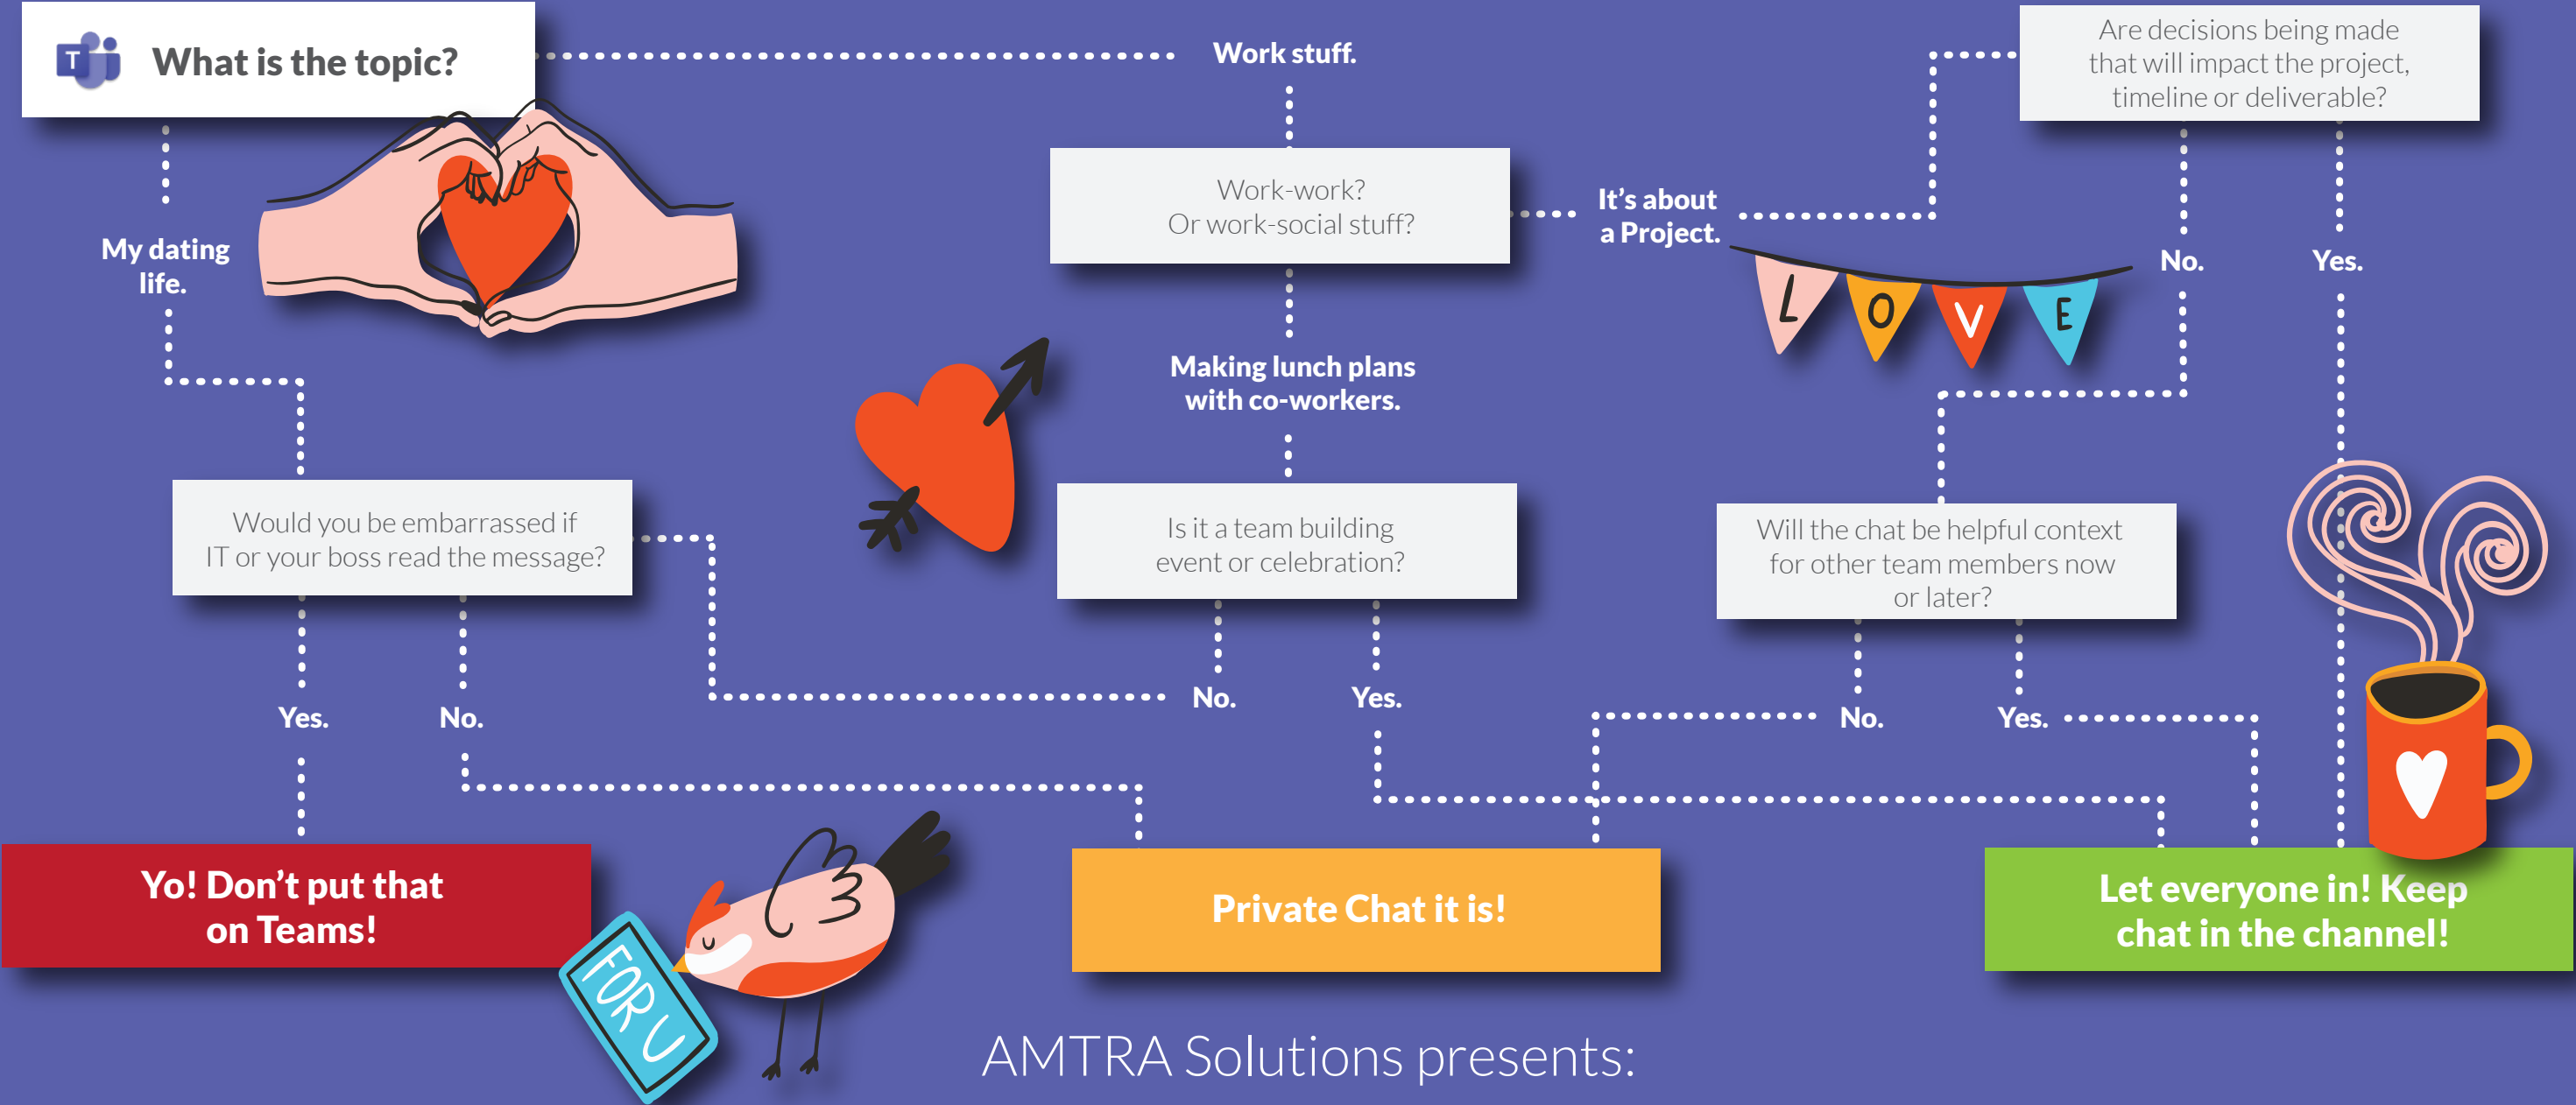 T
What is the topic?
Work stuff.
Are decisions being made
that will impact the project,
timeline or deliverable?
Work-work?
Or work-social stuff?
It's about
a Project.
My dating
life.
No.
Yes.
L O V E
Making lunch plans
with co-workers.
Would you be embarrassed if
IT or your boss read the message?
Is it a team building
event or celebration?
Will the chat be helpful context
for other team members now
or later?
Yes.
No.
No.
Yes.
No.
Yes.
Yo! Don't put that
on Teams!
Private Chat it is!
Let everyone in! Keep
chat in the channel!
FOR U
AMTRA Solutions presents: